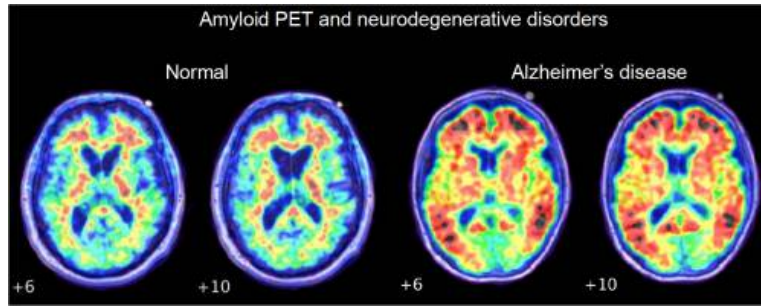 Amyloid PET and neurodegenerative disorders
Normal
Alzheimer's disease
+6
+10
+6
+10